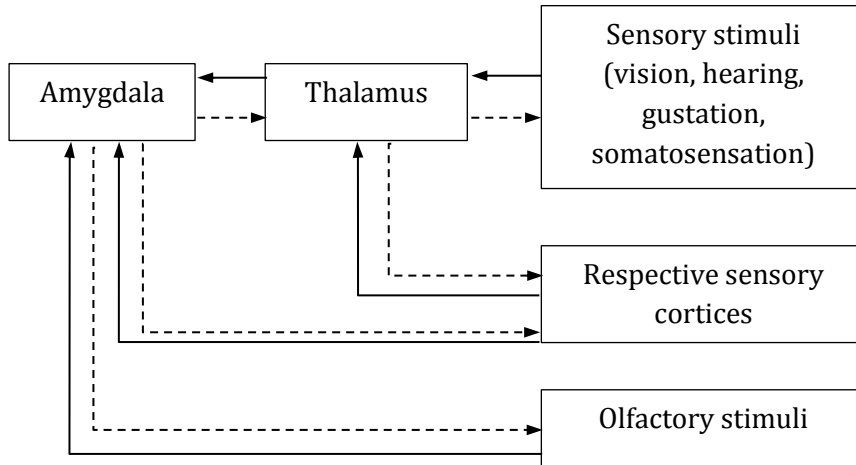 Amygdala
Thalamus
Sensory stimuli
(vision, hearing,
gustation,
somatosensation)
Respective sensory
cortices
Olfactory stimuli